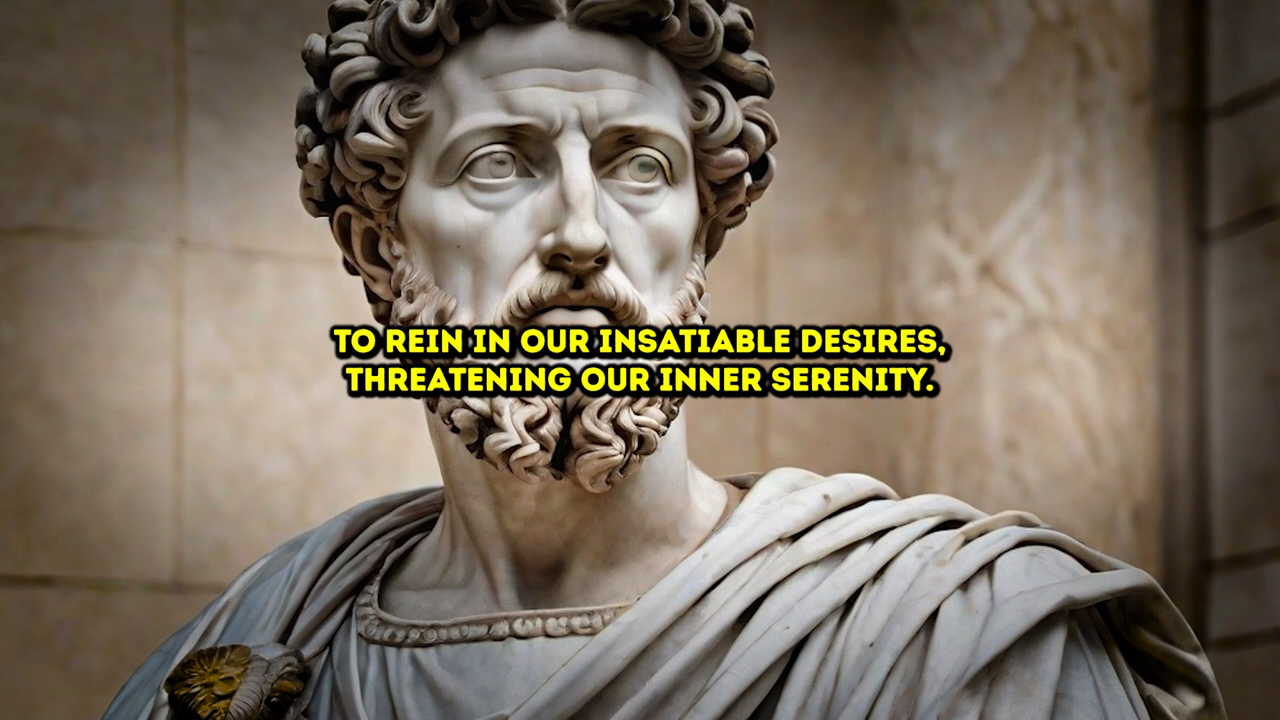 TO REIN IN OUR INSATIABLE DESIRES,
THREATENING OUR INNER SERENITY.